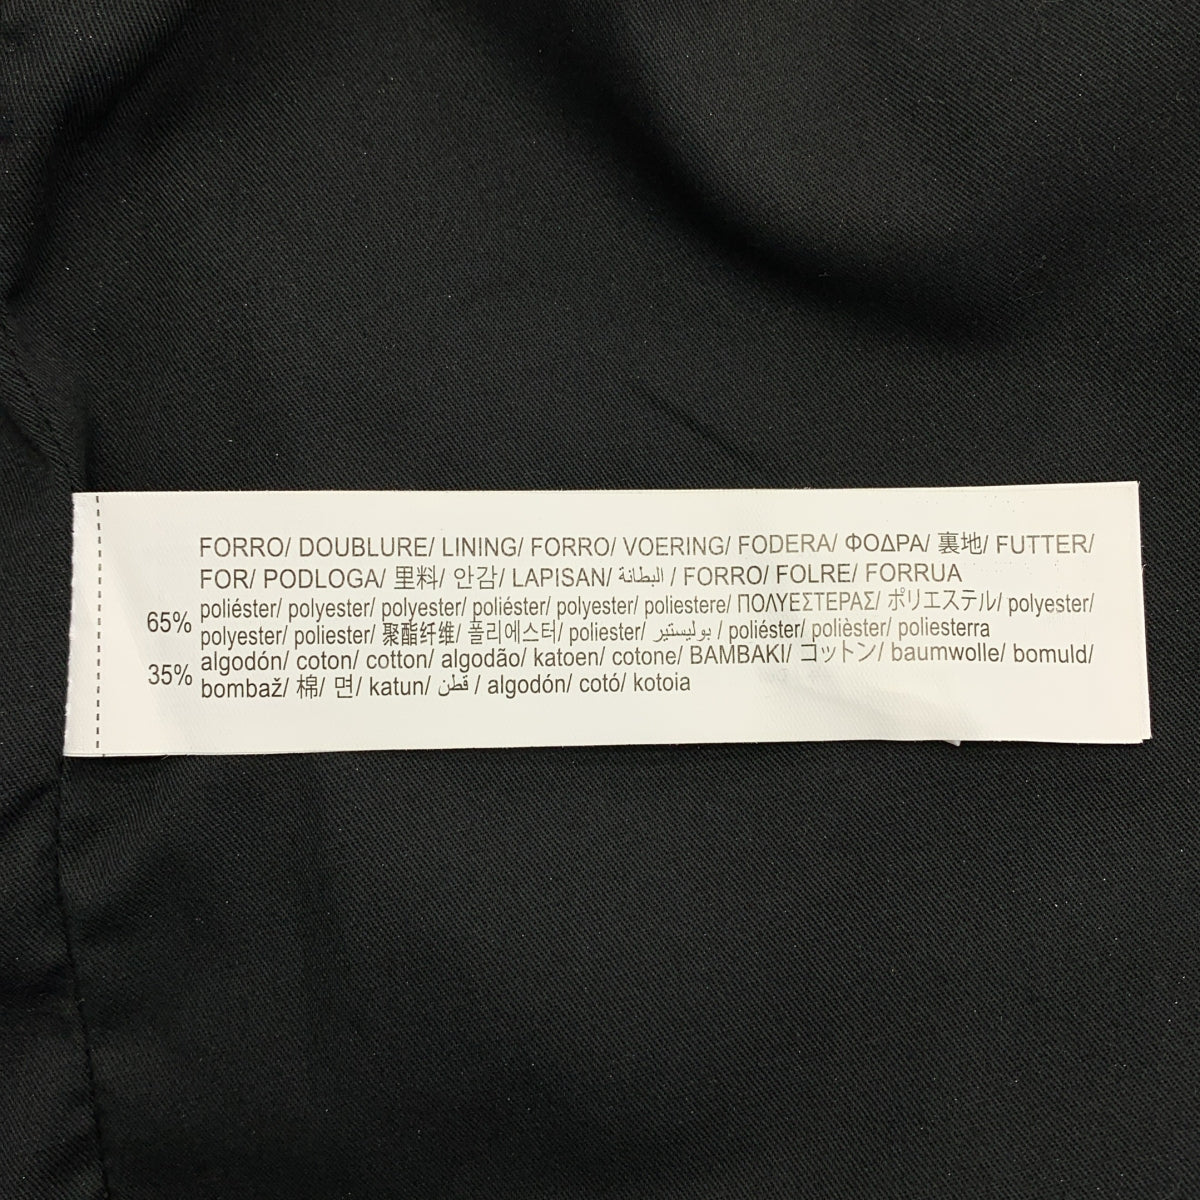 FORRO/ DOUBLURE/ LINING/ FORRO/ VOERING/ FODERA/ ΦΟΔΡΑ/ 裏地/ FUTTER/
FOR/ PODLOGA/ 里料/ 안감/ LAPISAN/ البطانة / FORRO/ FOLRE/ FORRUA
65% poliéster/ polyester/ polyester/ poliéster/ polyester/ poliestere/ ΠΟΛΥΕΣΤΕΡΑΣ/ ポリエステル/ polyester/
polyester/ poliester/ 聚酯纤维/ 폴리에스터/ poliester/ بوليستير / poliéster/ polièster/ poliesterra
35% algodón/ coton/ cotton/ algodão/ katoen/ cotone/ BAMBAKI/ コットン/ baumwolle/ bomuld/
bombaž/ 棉/ 면/ katun/ قطن / algodón/ cotó/ kotoia